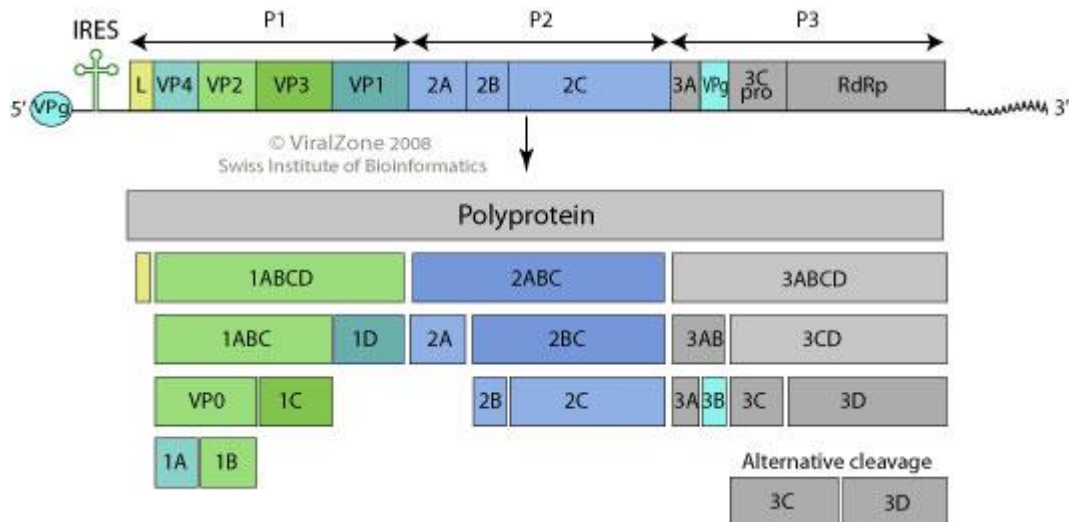 P1 P2 P3
IRES
L VP4 VP2 VP3 VP1 2A 2B 2C 3A VPg 3C pro RdRp
5' VPg 3'
© ViralZone 2008
Swiss Institute of Bioinformatics
Polyprotein
1ABCD 2ABC 3ABCD
1ABC 1D 2A 2BC 3AB 3CD
VP0 1C 2B 2C 3A 3B 3C 3D
1A 1B
Alternative cleavage
3C 3D